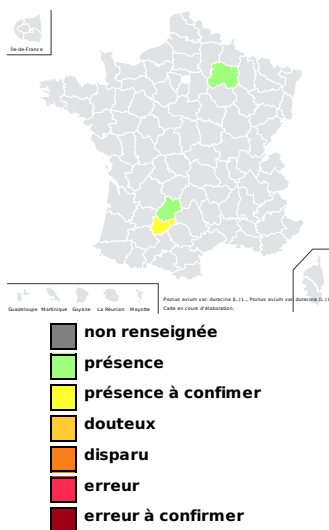 Île-de-France
Guadeloupe Martinique Guyane La Réunion Mayotte
Prunus avium var. duracina (L.) L., Prunus avium var. duracina (L.) L
Carte en cours d'élaboration.
non renseignée
présence
présence à confimer
douteux
disparu
erreur
erreur à confirmer